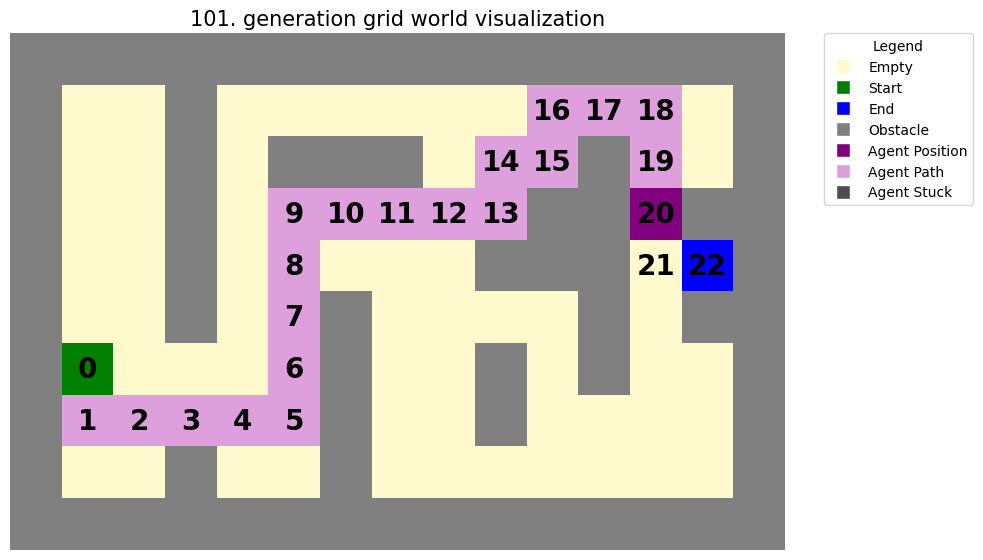 101. generation grid world visualization
Legend
Empty
Start
End
Obstacle
Agent Position
Agent Path
Agent Stuck
16 17 18
14 15 19
9 10 11 12 13 20
8 21 22
7
0 6
1 2 3 4 5